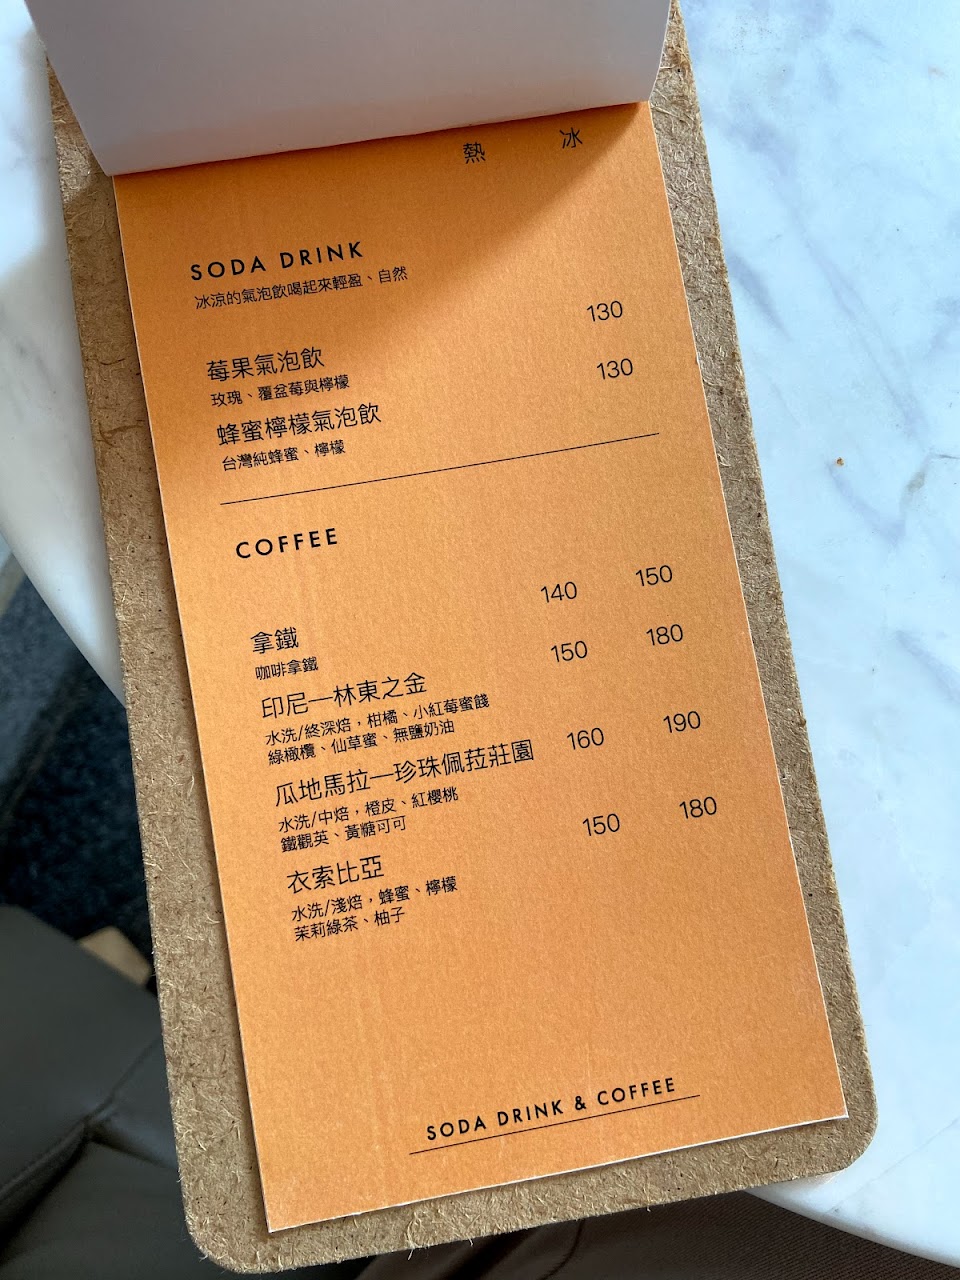 熱 冰
SODA DRINK
冰涼的氣泡飲喝起來輕盈、自然
莓果氣泡飲 130
玫瑰、覆盆莓與檸檬
蜂蜜檸檬氣泡飲 130
台灣純蜂蜜、檸檬
COFFEE
拿鐵 140 150
咖啡拿鐵
印尼—林東之金 150 180
水洗/終深焙，柑橘、小紅莓蜜餞
綠橄欖、仙草蜜、無鹽奶油
瓜地馬拉—珍珠佩菈莊園 160 190
水洗/中焙，橙皮、紅櫻桃
鐵觀英、黃糖可可
衣索比亞 150 180
水洗/淺焙，蜂蜜、檸檬
茉莉綠茶、柚子
SODA DRINK & COFFEE